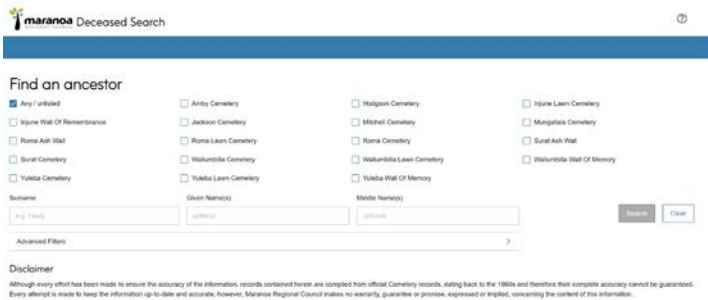 maranoa Deceased Search
REGIONAL COUNCIL
Find an ancestor
Any / unlisted Amby Cemetery Hodgson Cemetery Injune Lawn Cemetery
Injune Wall Of Remembrance Jackson Cemetery Mitchell Cemetery Mungallala Cemetery
Roma Ash Wall Roma Lawn Cemetery Roma Cemetery Surat Ash Wall
Surat Cemetery Wallumbilla Cemetery Wallumbilla Lawn Cemetery Wallumbilla Wall Of Memory
Yuleba Cemetery Yuleba Lawn Cemetery Yuleba Wall Of Memory
Surname Given Name(s) Middle Name(s)
e.g. Healy optional optional Search Clear
Advanced Filters
Disclaimer
Although every effort has been made to ensure the accuracy of the information, records contained herein are compiled from official Cemetery records, dating back to the 1860s and therefore their complete accuracy cannot be guaranteed.
Every attempt is made to keep the information up-to-date and accurate, however, Maranoa Regional Council makes no warranty, guarantee or promise, expressed or implied, concerning the content of this information.